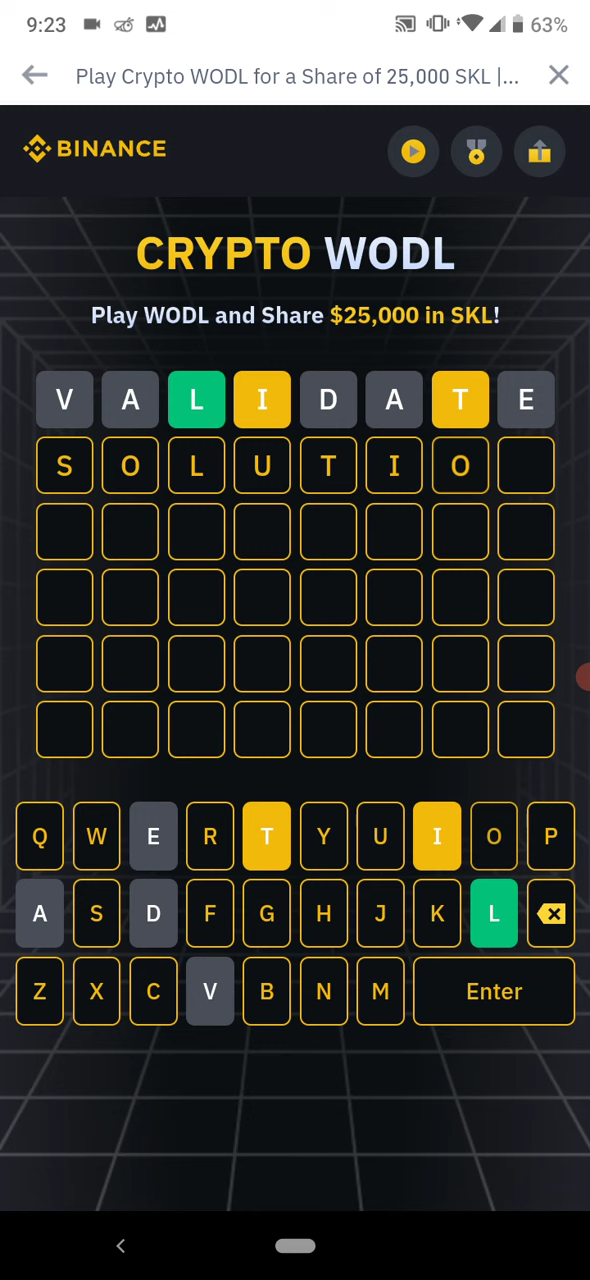 9:23 63%
Play Crypto WODL for a Share of 25,000 SKL |...
BINANCE
CRYPTO WODL
Play WODL and Share $25,000 in SKL!
V A L I D A T E
S O L U T I O
Q W E R T Y U I O P
A S D F G H J K L
Z X C V B N M Enter